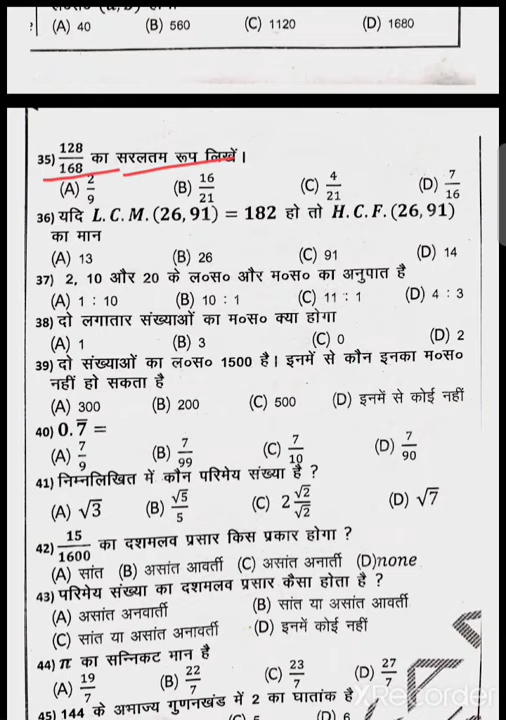 (A) 40 (B) 560 (C) 1120 (D) 1680
35) 128/168 का सरलतम रूप लिखें।
(A) 2/9 (B) 16/21 (C) 4/21 (D) 7/16
36) यदि L.C.M.(26,91) = 182 हो तो H.C.F.(26,91)
का मान
(A) 13 (B) 26 (C) 91 (D) 14
37) 2, 10 और 20 के ल०स० और म०स० का अनुपात है
(A) 1 : 10 (B) 10 : 1 (C) 11 : 1 (D) 4 : 3
38) दो लगातार संख्याओं का म०स० क्या होगा
(A) 1 (B) 3 (C) 0 (D) 2
39) दो संख्याओं का ल०स० 1500 है। इनमें से कौन इनका म०स०
नहीं हो सकता है
(A) 300 (B) 200 (C) 500 (D) इनमें से कोई नहीं
40) 0.7̅ =
(A) 7/9 (B) 7/99 (C) 7/10 (D) 7/90
41) निम्नलिखित में कौन परिमेय संख्या है ?
(A) √3 (B) √5/5 (C) 2 √2/√2 (D) √7
42) 15/1600 का दशमलव प्रसार किस प्रकार होगा ?
(A) सांत (B) असांत आवर्ती (C) असांत अनार्ती (D)none
43) परिमेय संख्या का दशमलव प्रसार कैसा होता है ?
(A) असांत अनवार्ती (B) सांत या असांत आवर्ती
(C) सांत या असांत अनावर्ती (D) इनमें कोई नहीं
44) π का सन्निकट मान है
(A) 19/7 (B) 22/7 (C) 23/7 (D) 27/7
45) 144 के अभाज्य गुणनखंड में 2 का घातांक है
(C) 5 (D) 6
XRecorder